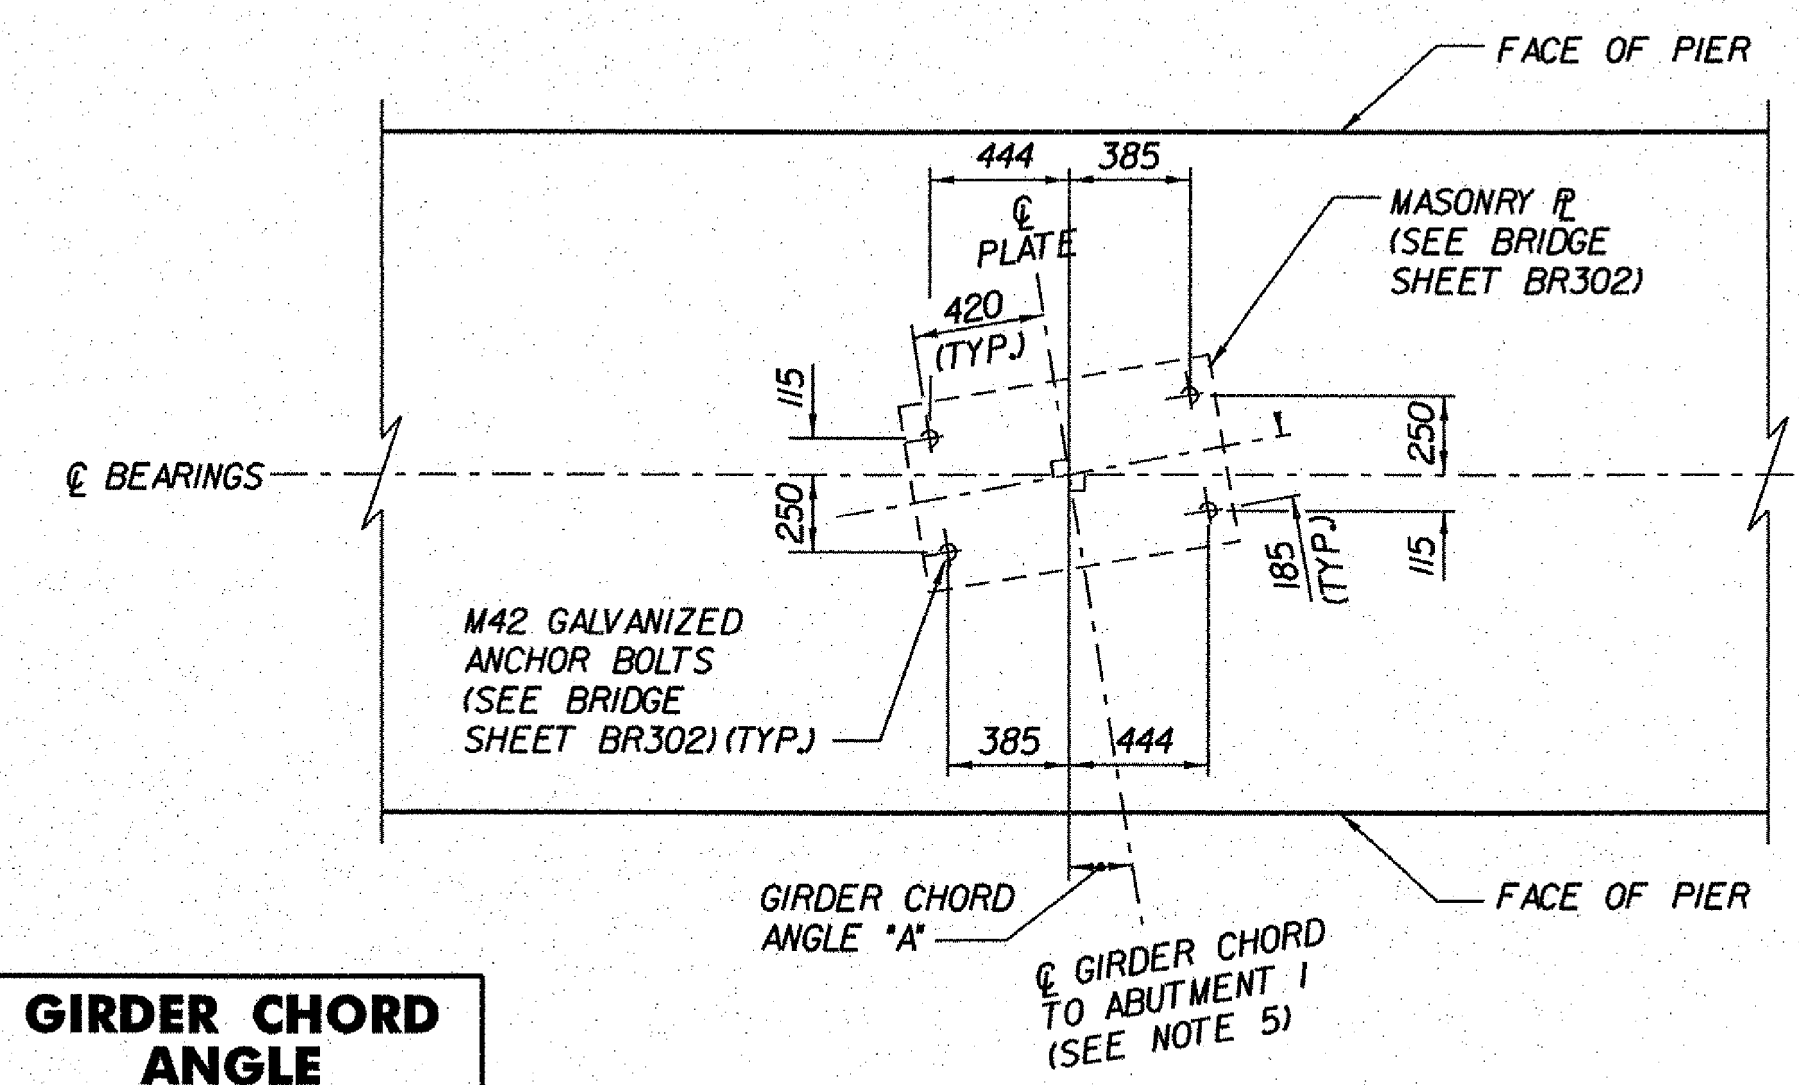 FACE OF PIER
444
385
℄
PLATE
MASONRY ⅊
(SEE BRIDGE
SHEET BR302)
420
(TYP.)
115
250
℄ BEARINGS
250
115
185
(TYP.)
M42 GALVANIZED
ANCHOR BOLTS
(SEE BRIDGE
SHEET BR302)(TYP.)
385
444
GIRDER CHORD
ANGLE "A"
FACE OF PIER
℄ GIRDER CHORD
TO ABUTMENT 1
(SEE NOTE 5)
GIRDER CHORD
ANGLE